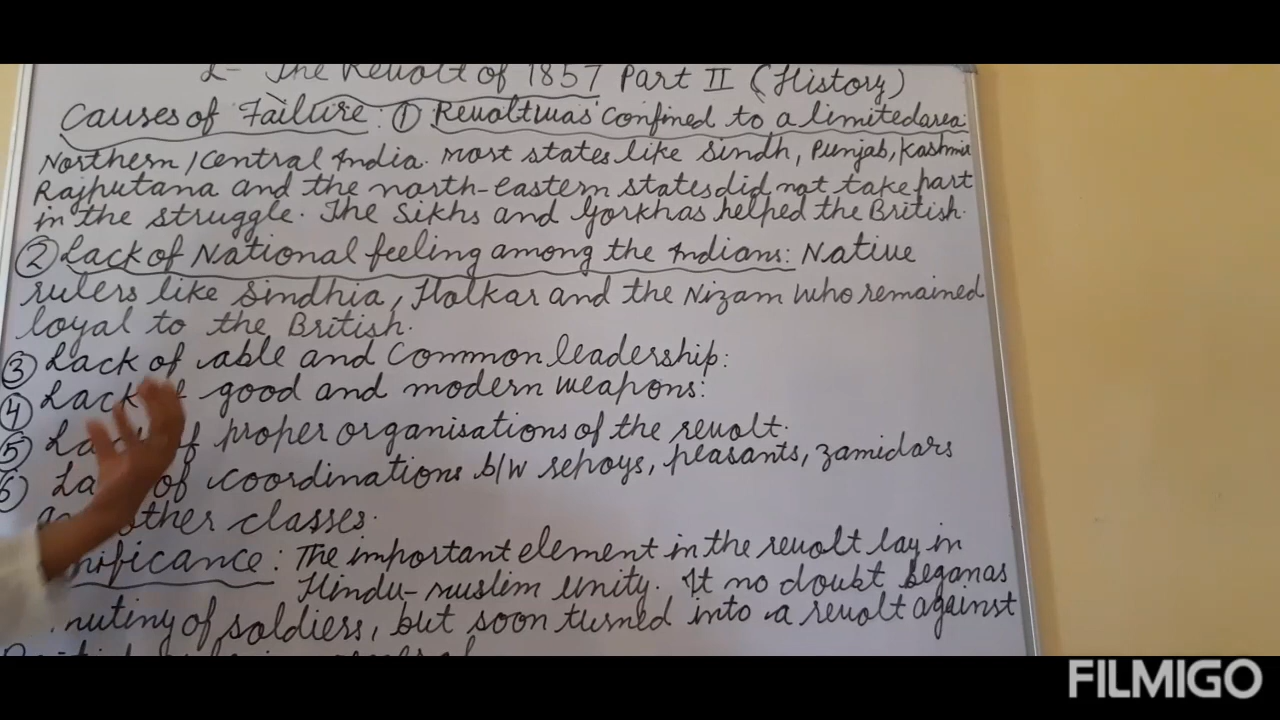 L- The Revolt of 1857 Part II (History)
Causes of Failure: ① Revolt was confined to a limited area:
Northern/Central India. Most states like Sindh, Punjab, Kashmir
Rajputana and the north-eastern states did not take part
in the struggle. The Sikhs and Gorkhas helped the British.
② Lack of National feeling among the Indians: Native
rulers like Sindhia, Holkar and the Nizam who remained
loyal to the British.
③ Lack of able and Common leadership:
④ Lack good and modern weapons:
⑤ proper organisations of the revolt.
⑥ of coordinations b/w sepoys, peasants, zamidars
other classes.
The important element in the revolt lay in
Hindu-muslim unity. It no doubt began as
mutiny of soldiers, but soon turned into a revolt against
FILMIGO